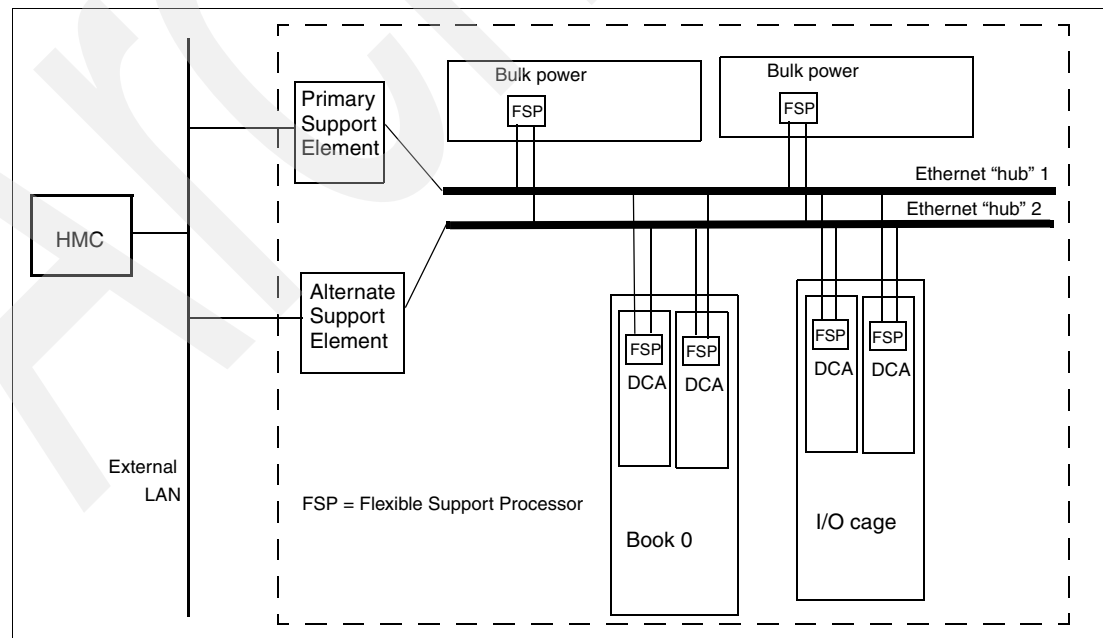 Bulk power
FSP
Bulk power
FSP
Primary
Support
Element
Ethernet “hub” 1
Ethernet “hub” 2
HMC
Alternate
Support
Element
FSP
DCA
FSP
DCA
FSP
DCA
FSP
DCA
External
LAN
FSP = Flexible Support Processor
Book 0
I/O cage